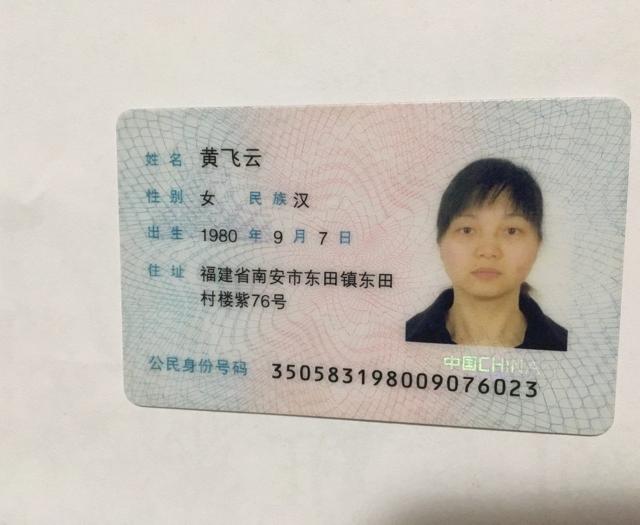 姓名 黄飞云
性别 女 民族 汉
出生 1980 年 9 月 7 日
住址 福建省南安市东田镇东田
村楼紫76号
中国CHINA
公民身份号码 350583198009076023